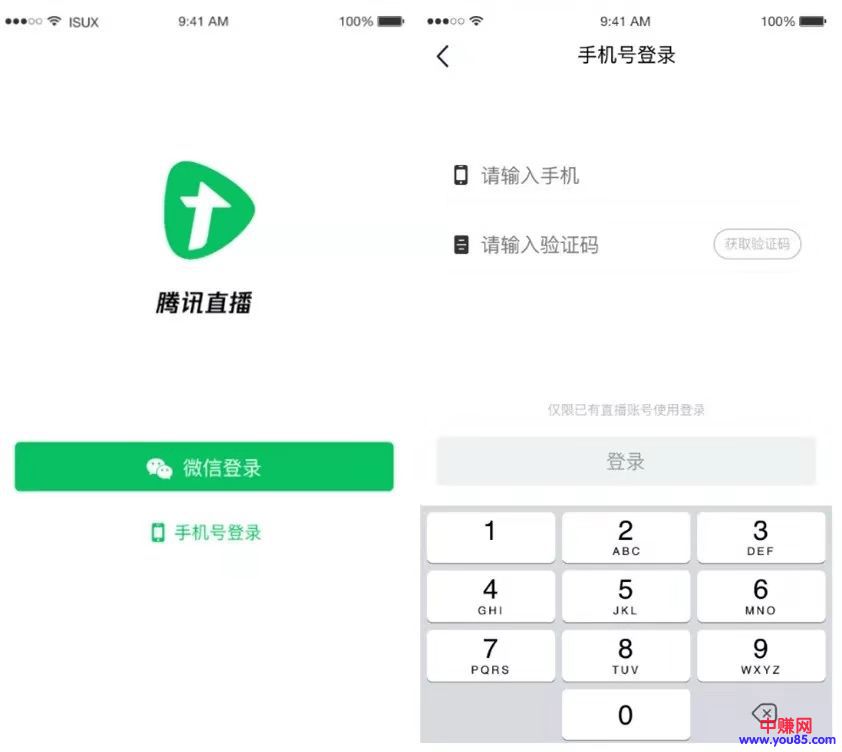 ISUX 9:41 AM 100%
腾讯直播
微信登录
手机号登录
9:41 AM 100%
手机号登录
请输入手机
请输入验证码 获取验证码
仅限已有直播账号使用登录
登录
1 2 3
ABC DEF
4 5 6
GHI JKL MNO
7 8 9
PQRS TUV WXYZ
0
中赚网
www.you85.com